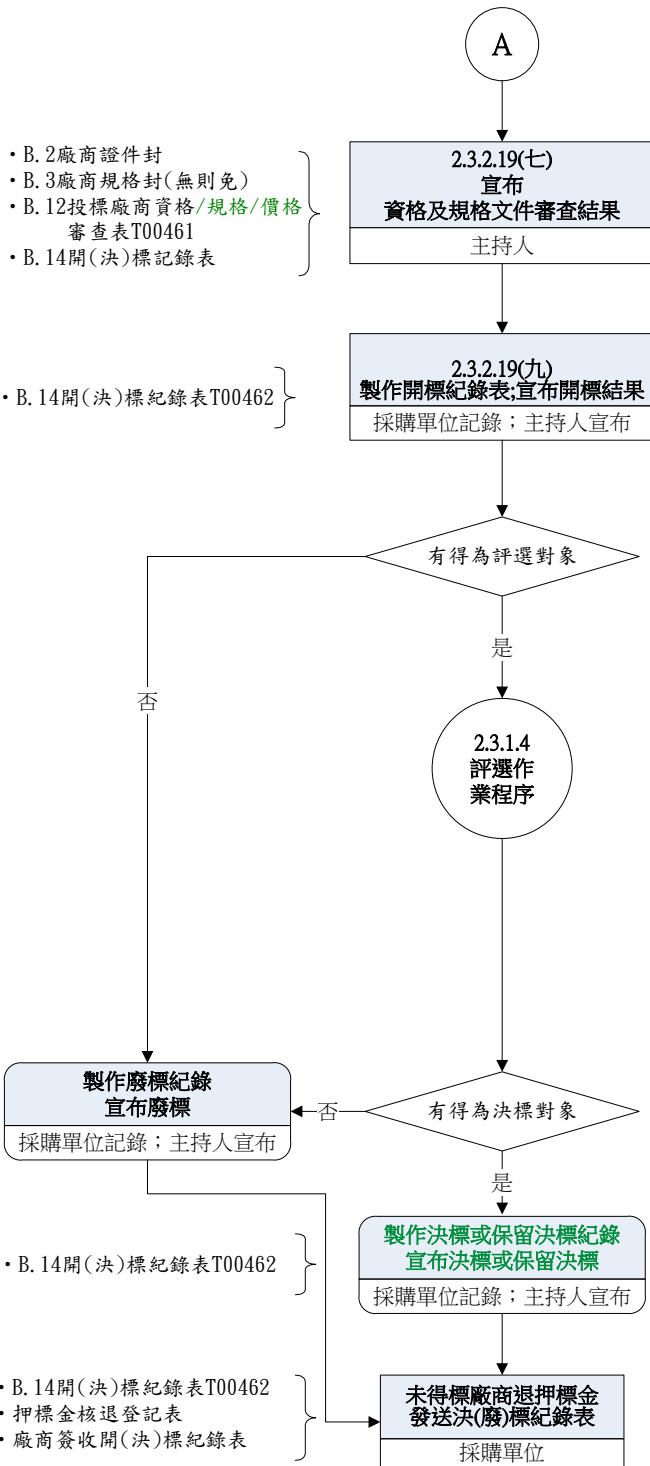 A
・B.2廠商證件封
・B.3廠商規格封(無則免)
・B.12投標廠商資格/規格/價格
審查表T00461
・B.14開(決)標記錄表
2.3.2.19(七)
宣布
資格及規格文件審查結果
主持人
・B.14開(決)標紀錄表T00462
2.3.2.19(九)
製作開標紀錄表;宣布開標結果
採購單位記錄；主持人宣布
有得為評選對象
是
否
2.3.1.4
評選作
業程序
製作廢標紀錄
宣布廢標
採購單位記錄；主持人宣布
否
有得為決標對象
是
・B.14開(決)標紀錄表T00462
製作決標或保留決標紀錄
宣布決標或保留決標
採購單位記錄；主持人宣布
・B.14開(決)標紀錄表T00462
・押標金核退登記表
・廠商簽收開(決)標紀錄表
未得標廠商退押標金
發送決(廢)標紀錄表
採購單位